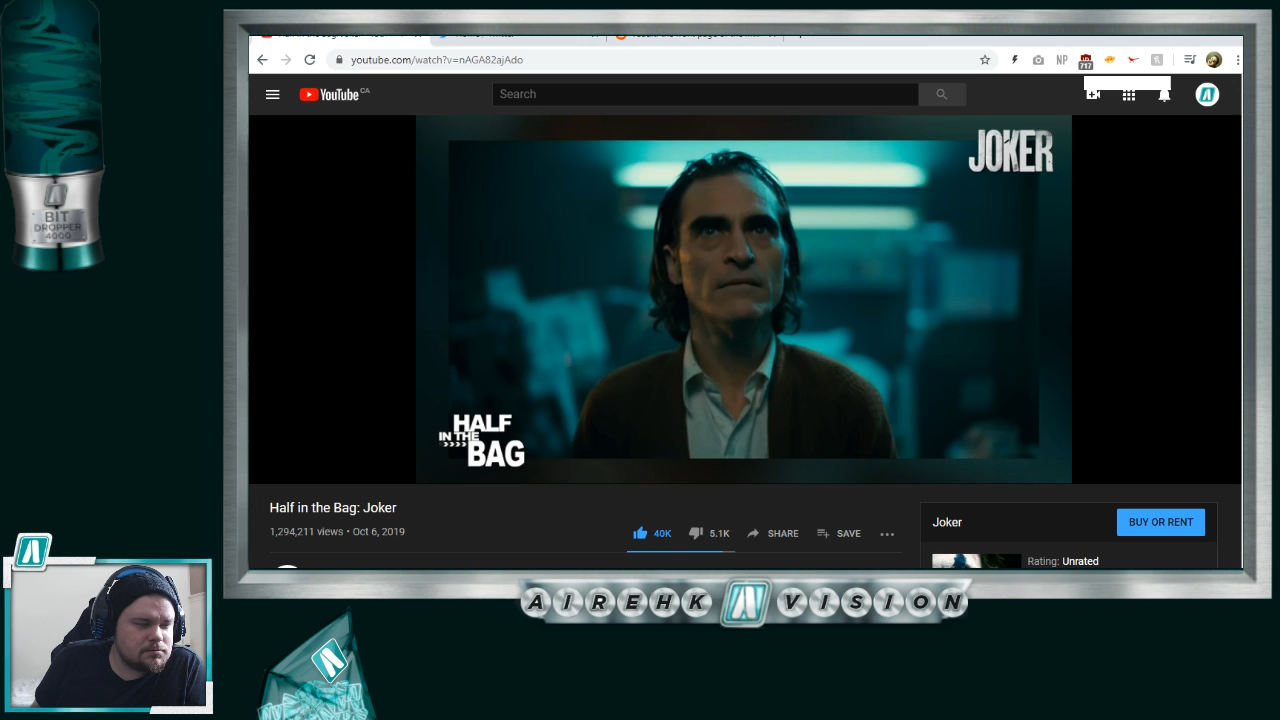 youtube.com/watch?v=nAGA82ajAdo
NP
717
YouTube CA
Search
JOKER
HALF
IN THE
>>>>
BAG
Half in the Bag: Joker
1,294,211 views • Oct 6, 2019
40K
5.1K
SHARE
SAVE
Joker
BUY OR RENT
Rating: Unrated
BIT
DROPPER
4000
AIREHK VISION